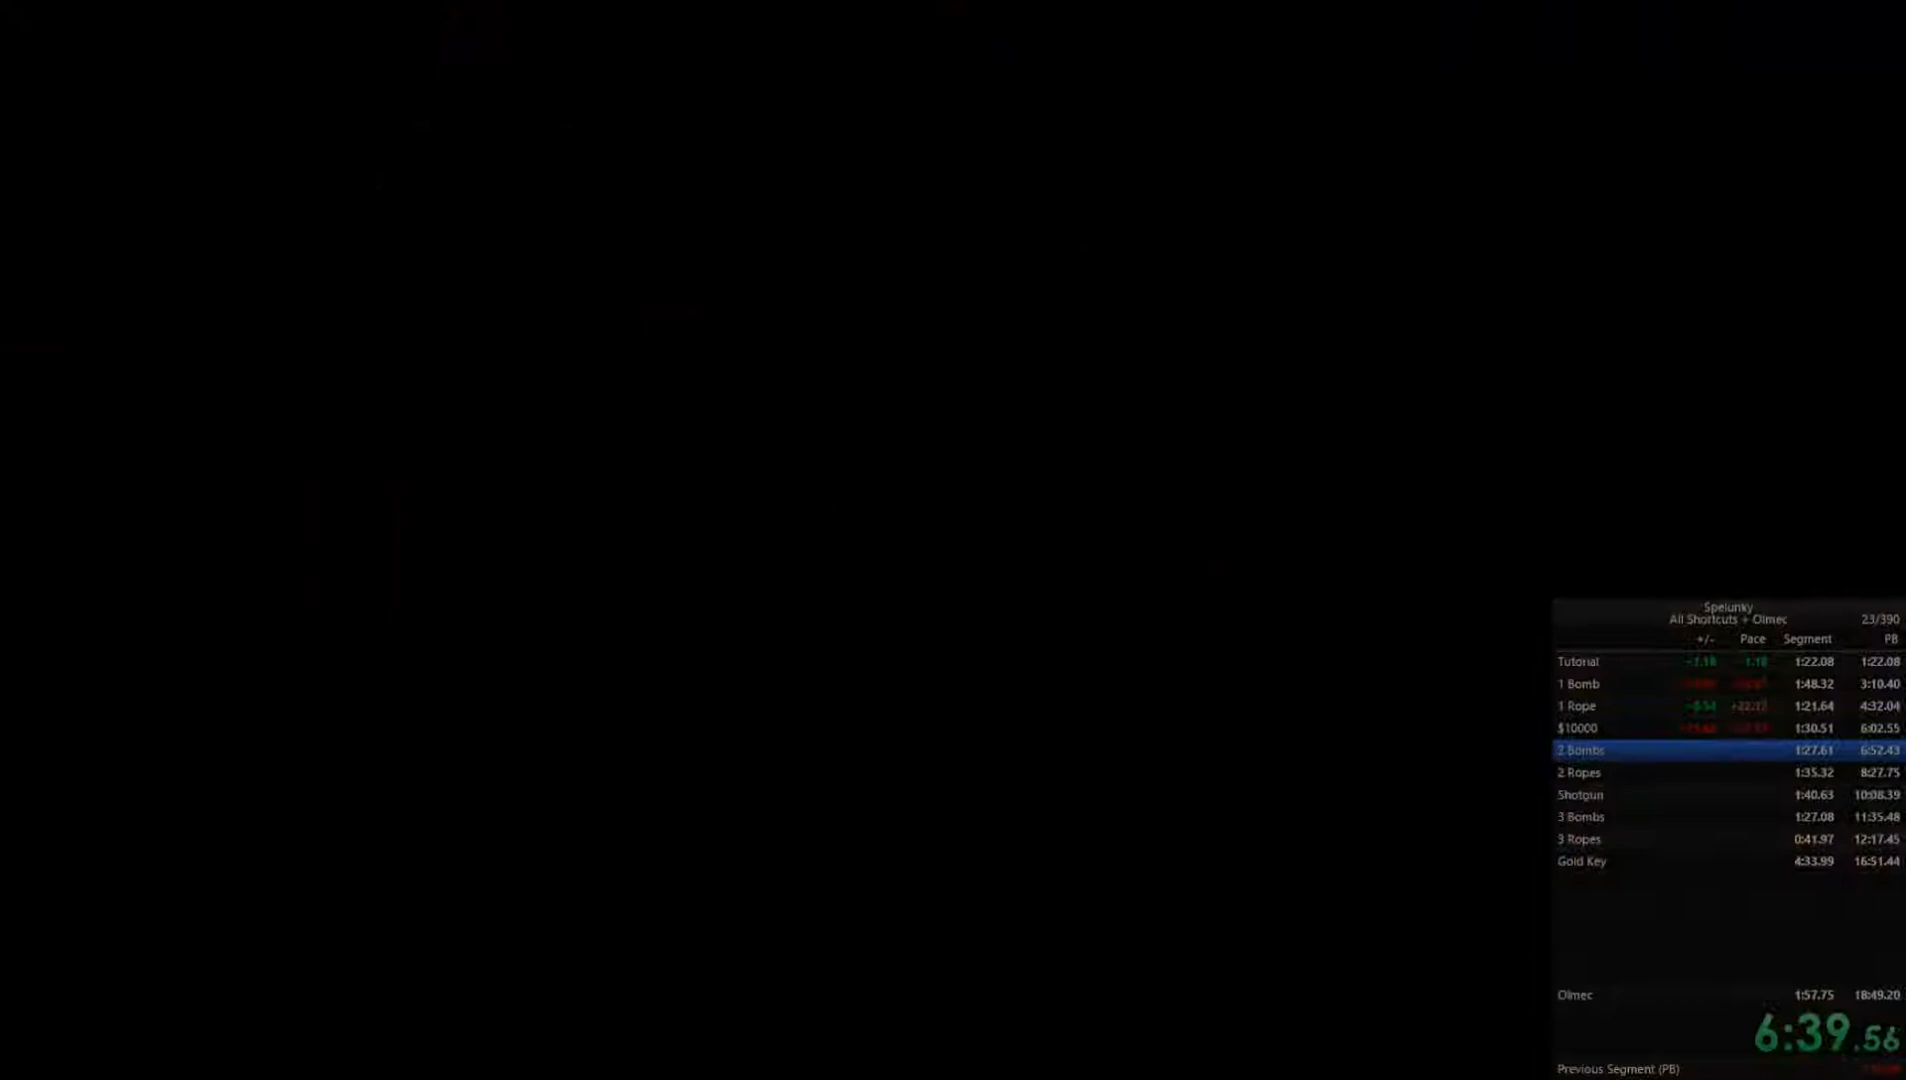 Spelunky
All Shortcuts + Olmec 23/390
+/- Pace Segment PB
Tutorial 1:22.08 1:22.08
1 Bomb 1:48.32 3:10.40
1 Rope 1:21.64 4:32.04
$10000 1:30.51 6:02.55
2 Bombs 1:27.61 6:52.43
2 Ropes 1:35.32 8:27.75
Shotgun 1:40.63 10:08.39
3 Bombs 1:27.08 11:35.48
3 Ropes 0:41.97 12:17.45
Gold Key 4:33.99 16:51.44
Olmec 1:57.75 18:49.20
6:39.56
Previous Segment (PB)